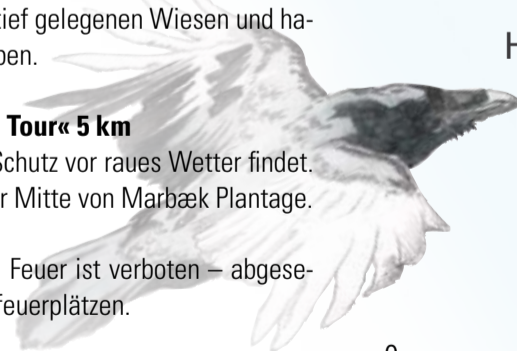 tief gelegenen Wiesen und ha-
ben.
Tour« 5 km
Schutz vor raues Wetter findet.
r Mitte von Marbæk Plantage.
Feuer ist verboten – abgese-
feuerplätzen.
H